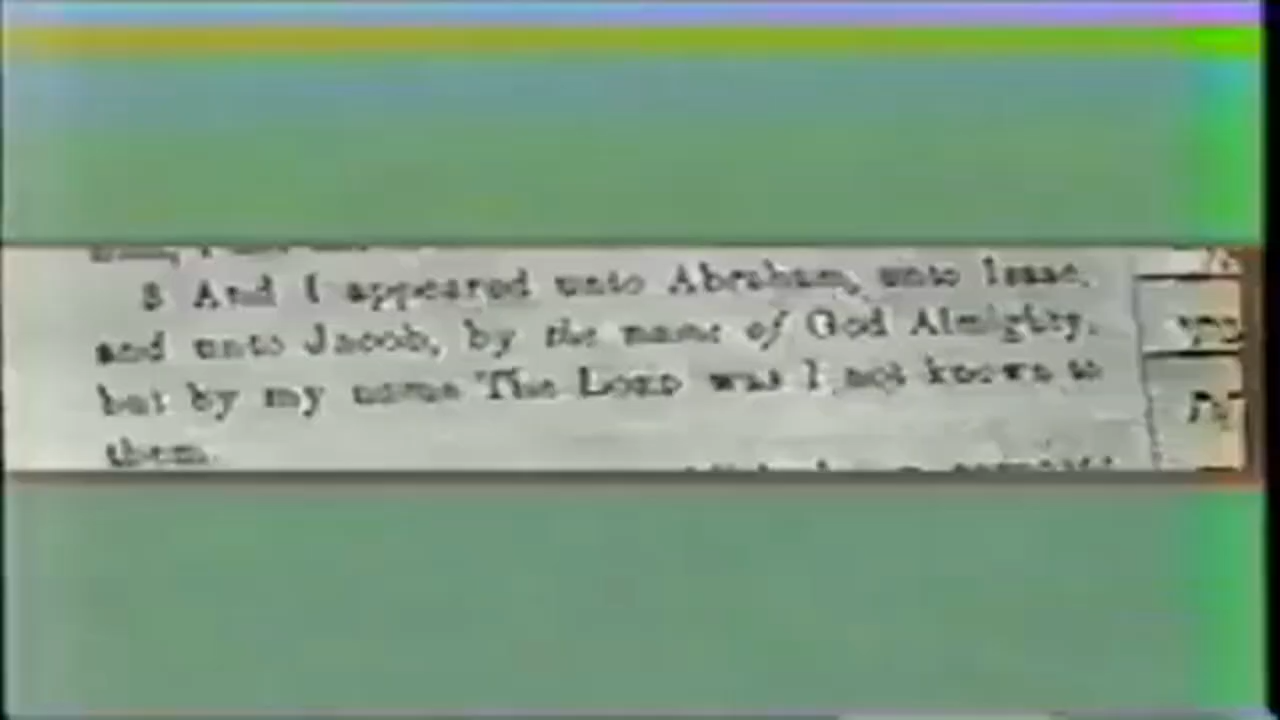 3 And I appeared unto Abraham, unto Isaac,
and unto Jacob, by the name of God Almighty,
but by my name The LORD was I not known to
them.